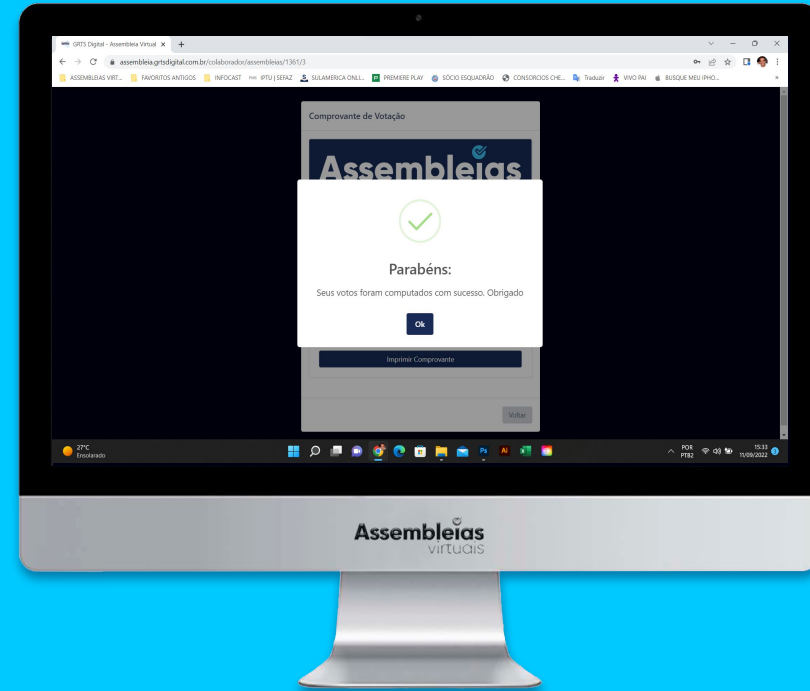 GRTS Digital - Assembleia Virtual
assembleia.grtsdigital.com.br/colaborador/assembleias/1361/3
ASSEMBLEIAS VIRT... FAVORITOS ANTIGOS INFOCAST IPTU | SEFAZ SULAMERICA ONLI... PREMIERE PLAY SÓCIO ESQUADRÃO CONSORCIOS CHE... Traduzir VIVO PAI BUSQUE MEU IPHO... »
Comprovante de Votação
Assembleias
Parabéns:
Seus votos foram computados com sucesso. Obrigado
Ok
Imprimir Comprovante
Voltar
27°C
Ensolarado
Ps Ai
POR
PTB2
15:33
11/09/2022
Assembleias
virtuais